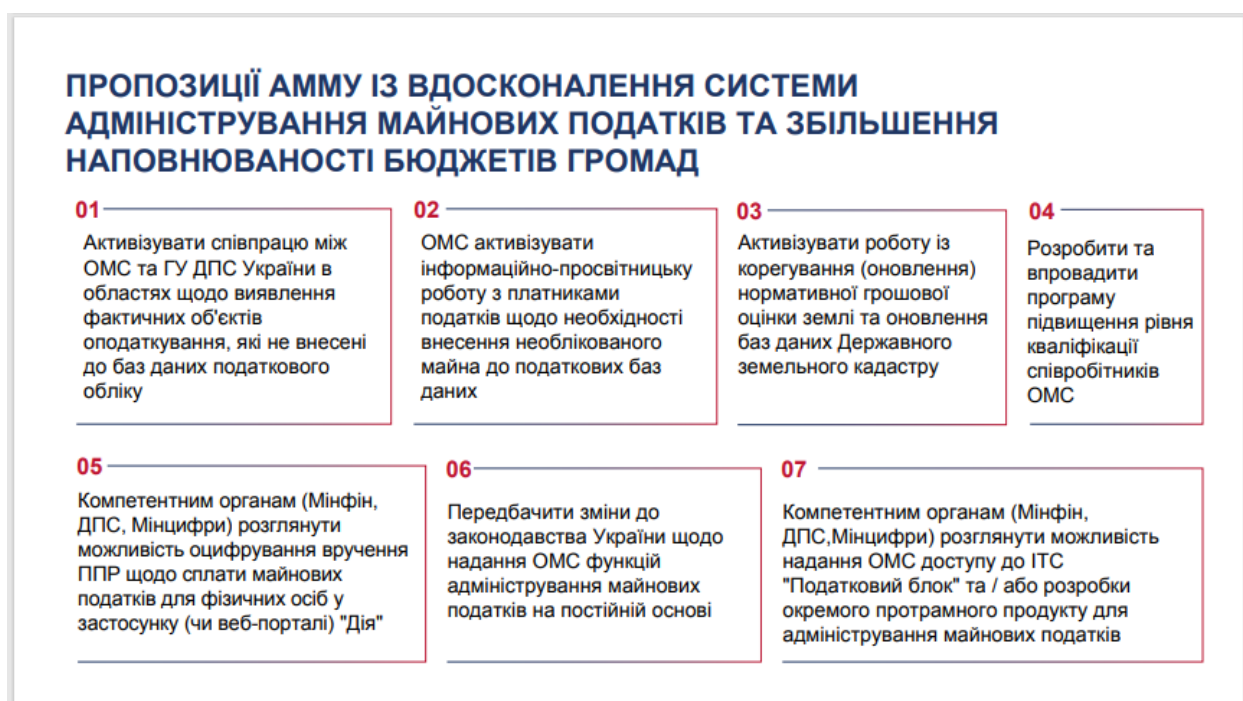 ПРОПОЗИЦІЇ АММУ ІЗ ВДОСКОНАЛЕННЯ СИСТЕМИ
АДМІНІСТРУВАННЯ МАЙНОВИХ ПОДАТКІВ ТА ЗБІЛЬШЕННЯ
НАПОВНЮВАНОСТІ БЮДЖЕТІВ ГРОМАД
01
Активізувати співпрацю між
ОМС та ГУ ДПС України в
областях щодо виявлення
фактичних об'єктів
оподаткування, які не внесені
до баз даних податкового
обліку
02
ОМС активізувати
інформаційно-просвітницьку
роботу з платниками
податків щодо необхідності
внесення необлікованого
майна до податкових баз
даних
03
Активізувати роботу із
корегування (оновлення)
нормативної грошової
оцінки землі та оновлення
баз даних Державного
земельного кадастру
04
Розробити та
впровадити
програму
підвищення рівня
кваліфікації
співробітників
ОМС
05
Компетентним органам (Мінфін,
ДПС, Мінцифри) розглянути
можливість оцифрування вручення
ППР щодо сплати майнових
податків для фізичних осіб у
застосунку (чи веб-порталі) "Дія"
06
Передбачити зміни до
законодавства України щодо
надання ОМС функцій
адміністрування майнових
податків на постійній основі
07
Компетентним органам (Мінфін,
ДПС,Мінцифри) розглянути можливість
надання ОМС доступу до ІТС
"Податковий блок" та / або розробки
окремого протрамного продукту для
адміністрування майнових податків